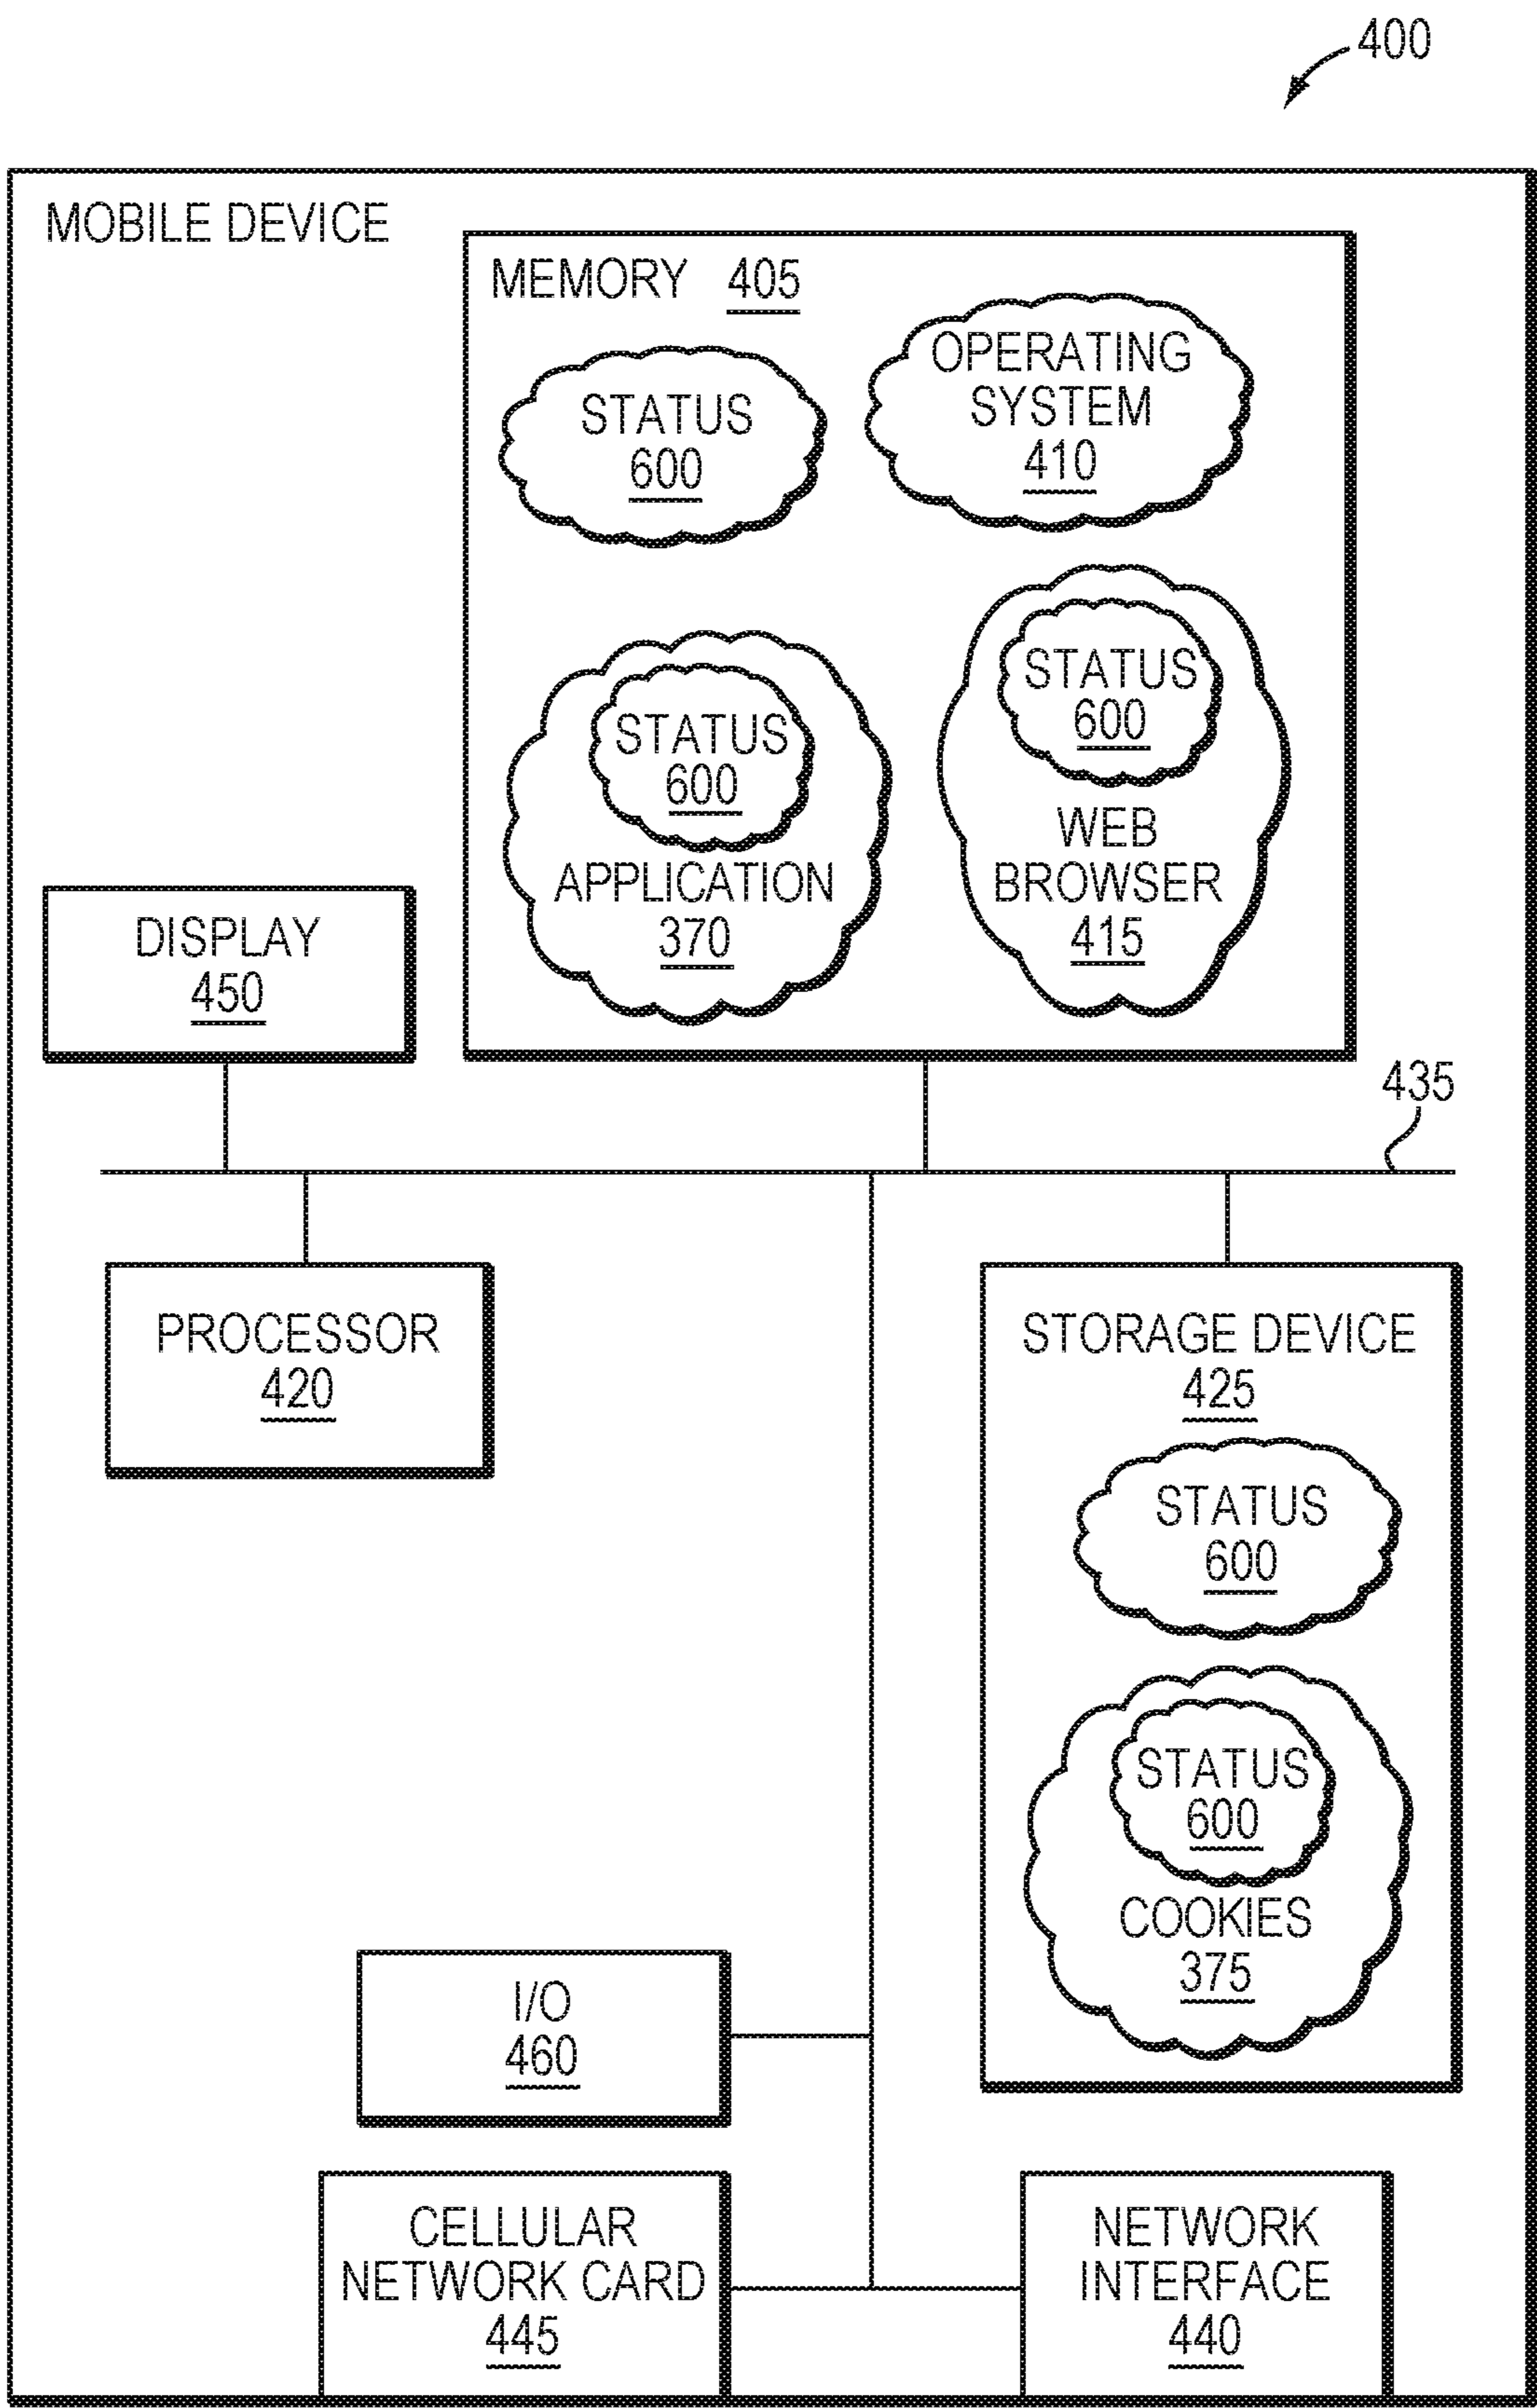 400
MOBILE DEVICE
MEMORY 405
STATUS
600
OPERATING
SYSTEM
410
STATUS
600
APPLICATION
370
STATUS
600
WEB
BROWSER
415
DISPLAY
450
435
PROCESSOR
420
STORAGE DEVICE
425
STATUS
600
STATUS
600
COOKIES
375
I/O
460
CELLULAR
NETWORK CARD
445
NETWORK
INTERFACE
440